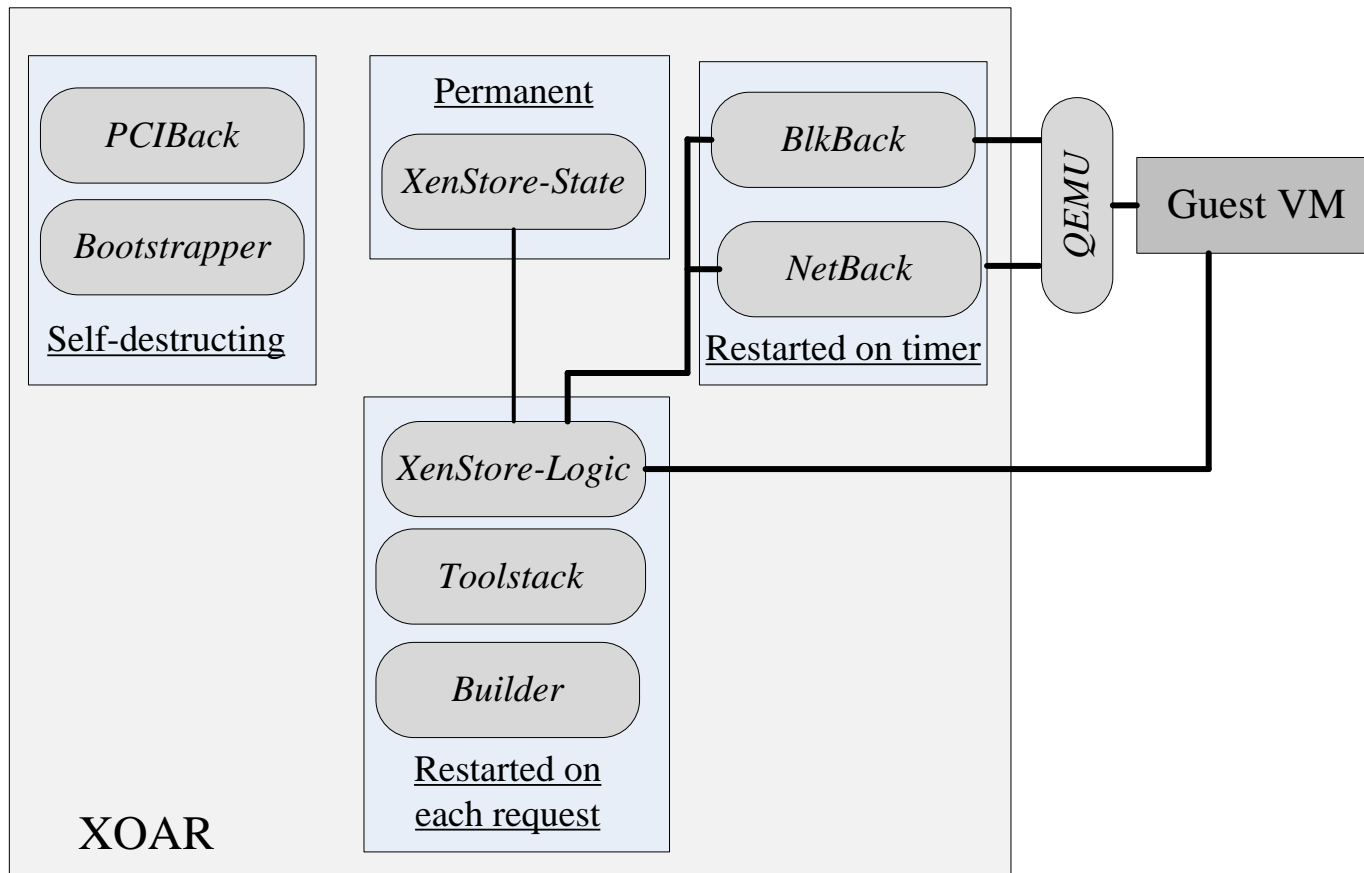 PCIBack
Bootstrapper
Self-destructing
Permanent
XenStore-State
BlkBack
NetBack
Restarted on timer
QEMU
Guest VM
XenStore-Logic
Toolstack
Builder
Restarted on
each request
XOAR